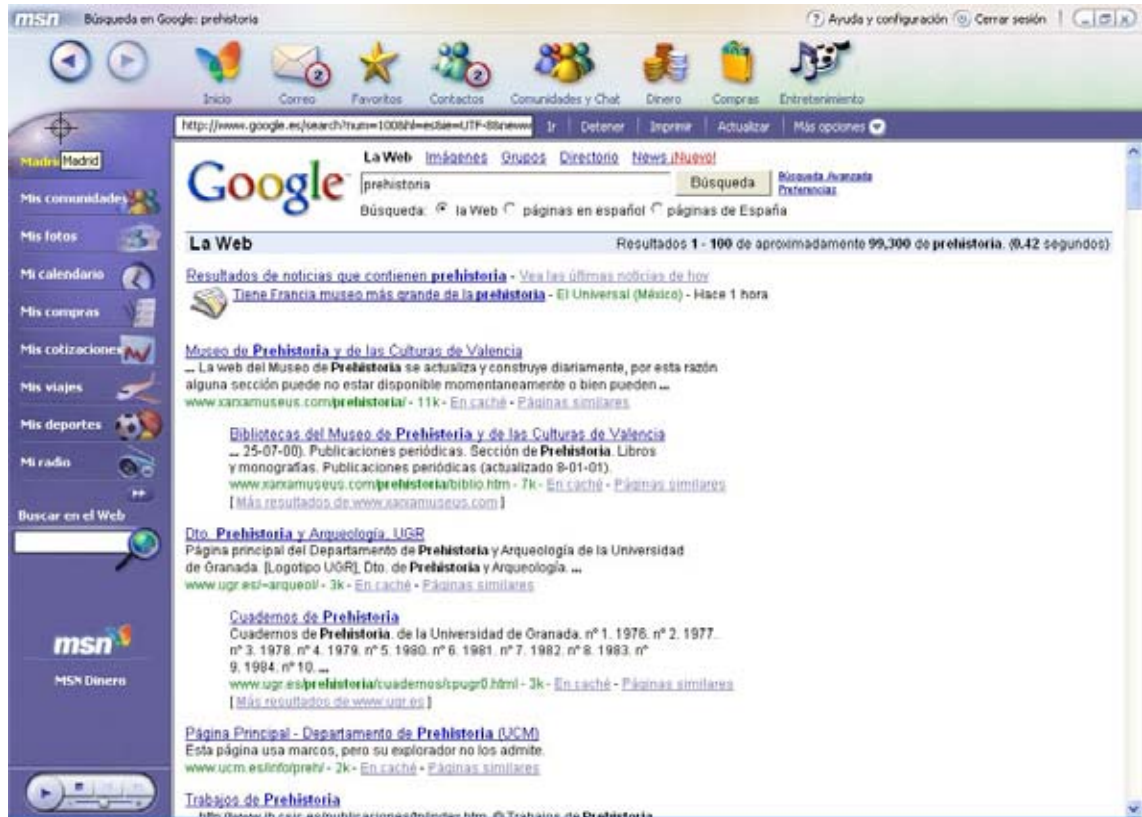 msn Búsqueda en Google: prehistoria
Ayuda y configuración Cerrar sesión
2
2
Inicio Correo Favoritos Contactos Comunidades y Chat Dinero Compras Entretenimiento
http://www.google.es/search?num=100&hl=es&ie=UTF-8&neww
Ir Detener Imprimir Actualizar Más opciones
Madrid
Mis comunidades
Mis fotos
Mi calendario
Mis compras
Mis cotizaciones
Mis viajes
Mis deportes
Mi radio
Buscar en el Web
msn
MSN Dinero
Google
La Web Imágenes Grupos Directorio News ¡Nuevo!
prehistoria
Búsqueda
Búsqueda Avanzada
Preferencias
Búsqueda: la Web páginas en español páginas de España
La Web Resultados 1 - 100 de aproximadamente 99,300 de prehistoria. (0.42 segundos)
Resultados de noticias que contienen prehistoria - Vea las últimas noticias de hoy
Tiene Francia museo más grande de la prehistoria - El Universal (México) - Hace 1 hora
Museo de Prehistoria y de las Culturas de Valencia
... La web del Museo de Prehistoria se actualiza y construye diariamente, por esta razón
alguna sección puede no estar disponible momentaneamente o bien pueden ...
www.xarxamuseus.com/prehistoria/ - 11k - En caché - Páginas similares
Bibliotecas del Museo de Prehistoria y de las Culturas de Valencia
... 25-07-00). Publicaciones periódicas. Sección de Prehistoria. Libros
y monografías. Publicaciones periódicas (actualizado 8-01-01).
www.xarxamuseus.com/prehistoria/biblio.htm - 7k - En caché - Páginas similares
[ Más resultados de www.xarxamuseus.com ]
Dto. Prehistoria y Arqueología. UGR
Página principal del Departamento de Prehistoria y Arqueología de la Universidad
de Granada. [Logotipo UGR], Dto. de Prehistoria y Arqueología. ...
www.ugr.es/~arqueol/ - 3k - En caché - Páginas similares
Cuadernos de Prehistoria
Cuadernos de Prehistoria. de la Universidad de Granada. nº 1. 1976. nº 2. 1977.
nº 3. 1978. nº 4. 1979. nº 5. 1980. nº 6. 1981. nº 7. 1982. nº 8. 1983. nº
9. 1984. nº 10. ...
www.ugr.es/prehistoria/cuadernos/cpugr0.html - 3k - En caché - Páginas similares
[ Más resultados de www.ugr.es ]
Página Principal - Departamento de Prehistoria (UCM)
Esta página usa marcos, pero su explorador no los admite.
www.ucm.es/info/preh/ - 2k - En caché - Páginas similares
Trabajos de Prehistoria